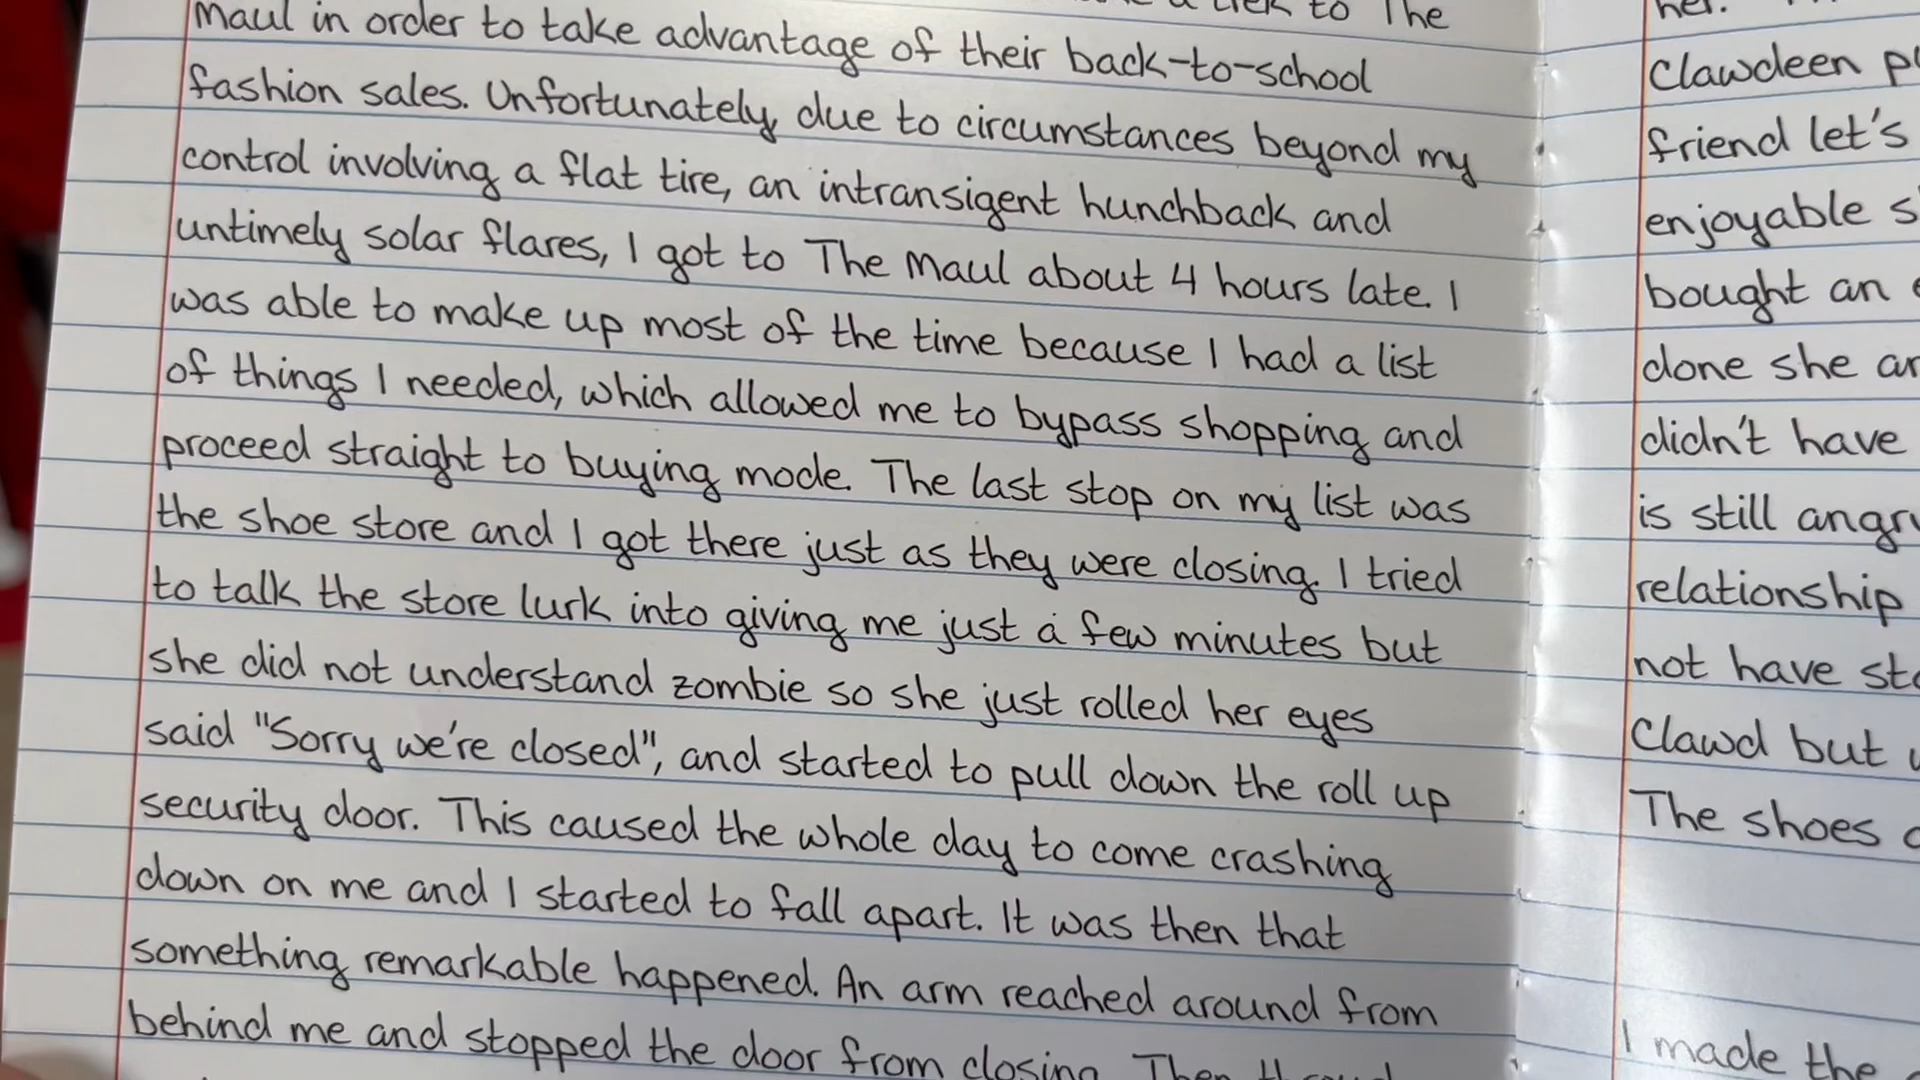 to The
Maul in order to take advantage of their back-to-school
fashion sales. Unfortunately due to circumstances beyond my
control involving a flat tire, an intransigent hunchback and
untimely solar flares, I got to The Maul about 4 hours late. I
was able to make up most of the time because I had a list
of things I needed, which allowed me to bypass shopping and
proceed straight to buying mode. The last stop on my list was
the shoe store and I got there just as they were closing. I tried
to talk the store lurk into giving me just a few minutes but
she did not understand zombie so she just rolled her eyes
said "Sorry we're closed", and started to pull down the roll up
security door. This caused the whole day to come crashing
down on me and I started to fall apart. It was then that
something remarkable happened. An arm reached around from
behind me and stopped the door from closing. Then
her.
Clawdeen
friend let's
enjoyable
bought an
done she
didn't have
is still
relationship
not have
Clawd but
The shoes
I made the